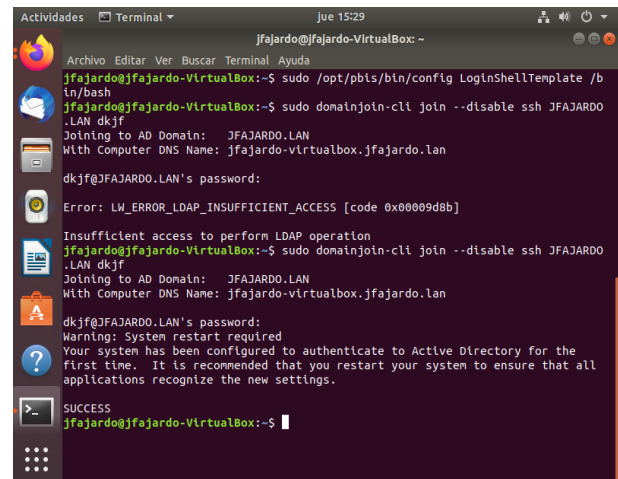 Actividades Terminal jue 15:29
jfajardo@jfajardo-VirtualBox: ~
Archivo Editar Ver Buscar Terminal Ayuda
jfajardo@jfajardo-VirtualBox:~$ sudo /opt/pbis/bin/config LoginShellTemplate /b
in/bash
jfajardo@jfajardo-VirtualBox:~$ sudo domainjoin-cli join --disable ssh JFAJARDO
.LAN dkjf
Joining to AD Domain:   JFAJARDO.LAN
With Computer DNS Name: jfajardo-virtualbox.jfajardo.lan
dkjf@JFAJARDO.LAN's password:
Error: LW_ERROR_LDAP_INSUFFICIENT_ACCESS [code 0x00009d8b]
Insufficient access to perform LDAP operation
jfajardo@jfajardo-VirtualBox:~$ sudo domainjoin-cli join --disable ssh JFAJARDO
.LAN dkjf
Joining to AD Domain:   JFAJARDO.LAN
With Computer DNS Name: jfajardo-virtualbox.jfajardo.lan
dkjf@JFAJARDO.LAN's password:
Warning: System restart required
Your system has been configured to authenticate to Active Directory for the
first time.  It is recommended that you restart your system to ensure that all
applications recognize the new settings.
SUCCESS
jfajardo@jfajardo-VirtualBox:~$